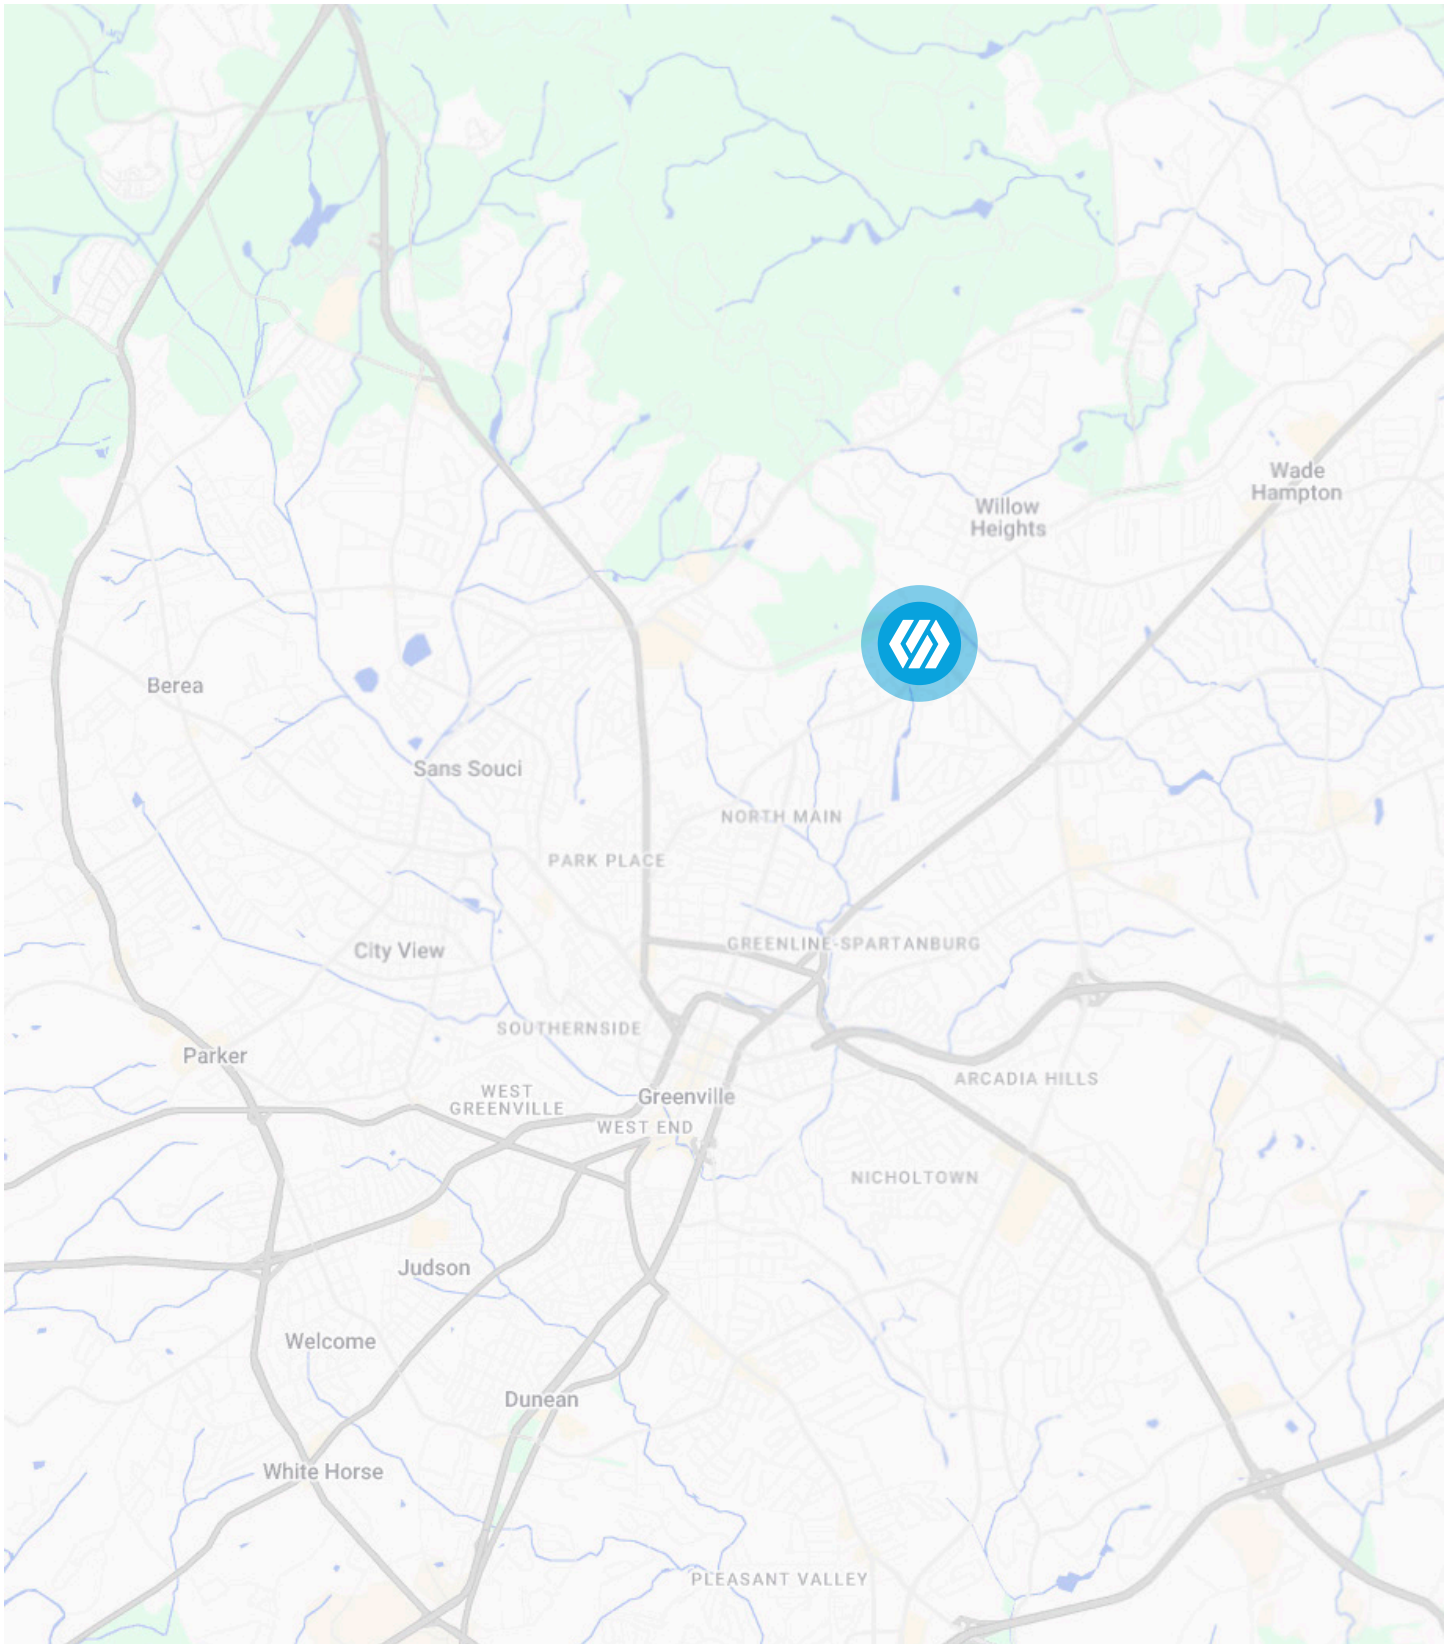 Wade
Hampton
Willow
Heights
Berea
Sans Souci
NORTH MAIN
PARK PLACE
City View
GREENLINE-SPARTANBURG
SOUTHERNSIDE
Parker
ARCADIA HILLS
WEST
GREENVILLE
Greenville
WEST END
NICHOLTOWN
Judson
Welcome
Dunean
White Horse
PLEASANT VALLEY